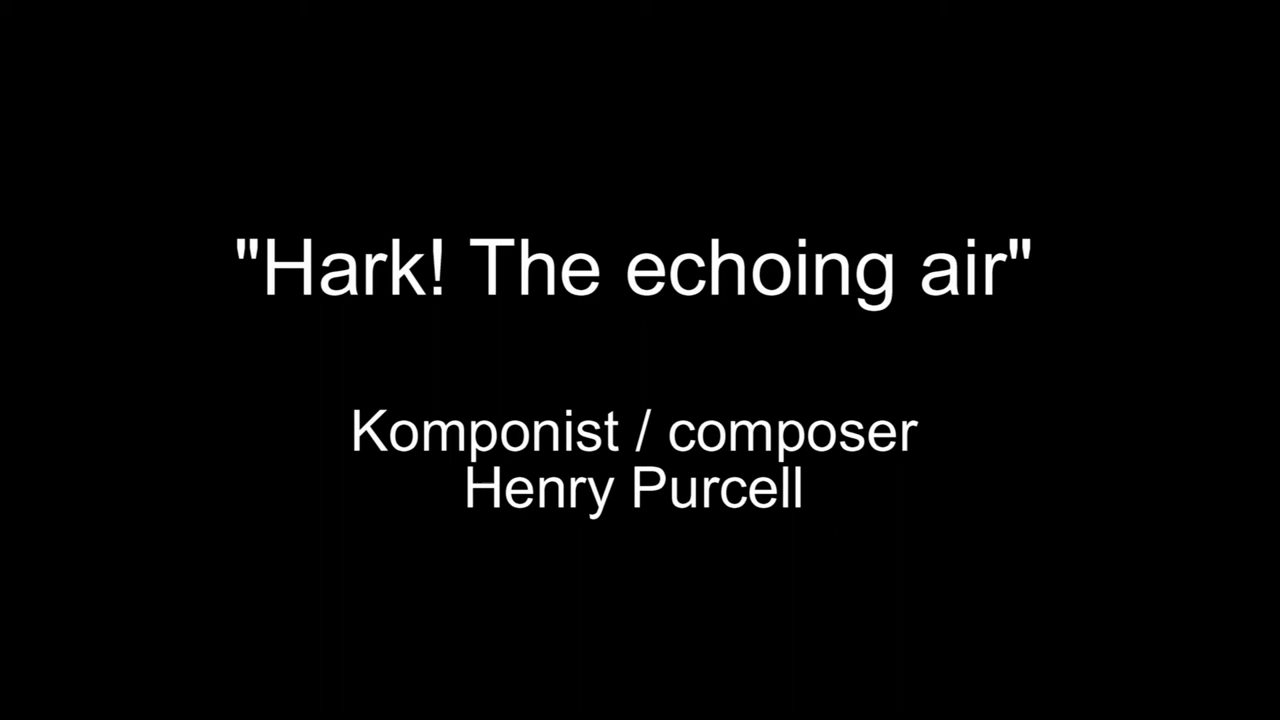 "Hark! The echoing air"
Komponist / composer
Henry Purcell